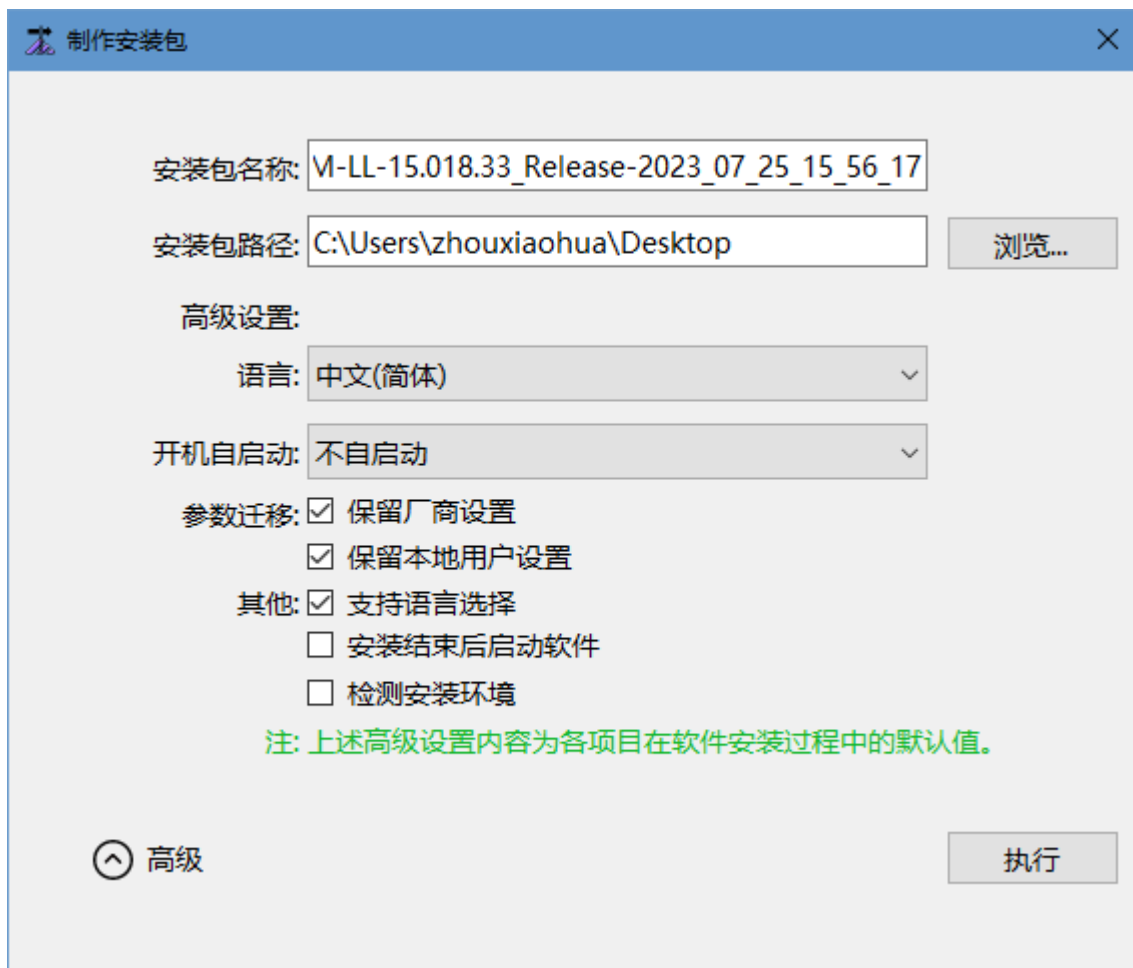 制作安装包
安装包名称: M-LL-15.018.33_Release-2023_07_25_15_56_17
安装包路径: C:\Users\zhouxiaohua\Desktop 浏览...
高级设置:
语言: 中文(简体)
开机自启动: 不自启动
参数迁移: 保留厂商设置
保留本地用户设置
其他: 支持语言选择
安装结束后启动软件
检测安装环境
注: 上述高级设置内容为各项目在软件安装过程中的默认值。
高级 执行